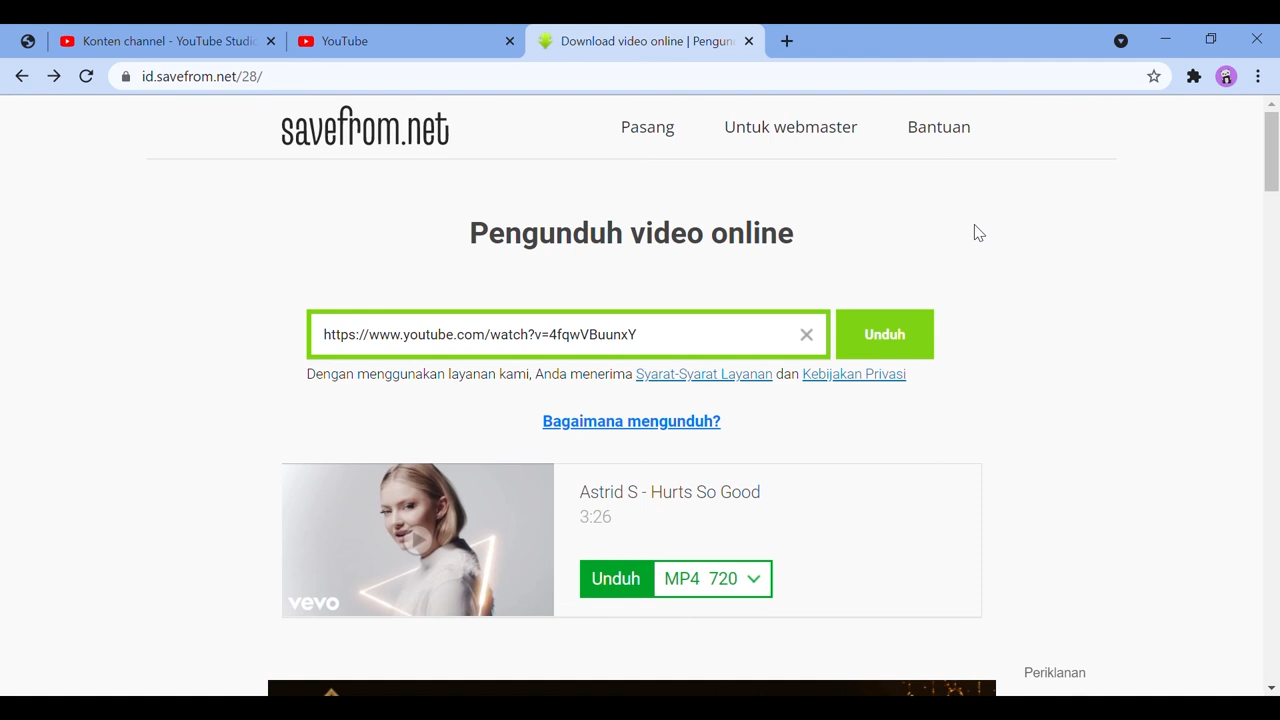 Konten channel - YouTube Studio
YouTube
Download video online | Pengun
id.savefrom.net/28/
savefrom.net
Pasang
Untuk webmaster
Bantuan
Pengunduh video online
https://www.youtube.com/watch?v=4fqwVBuunxY
Unduh
Dengan menggunakan layanan kami, Anda menerima Syarat-Syarat Layanan dan Kebijakan Privasi
Bagaimana mengunduh?
vevo
Astrid S - Hurts So Good
3:26
Unduh MP4 720
Periklanan